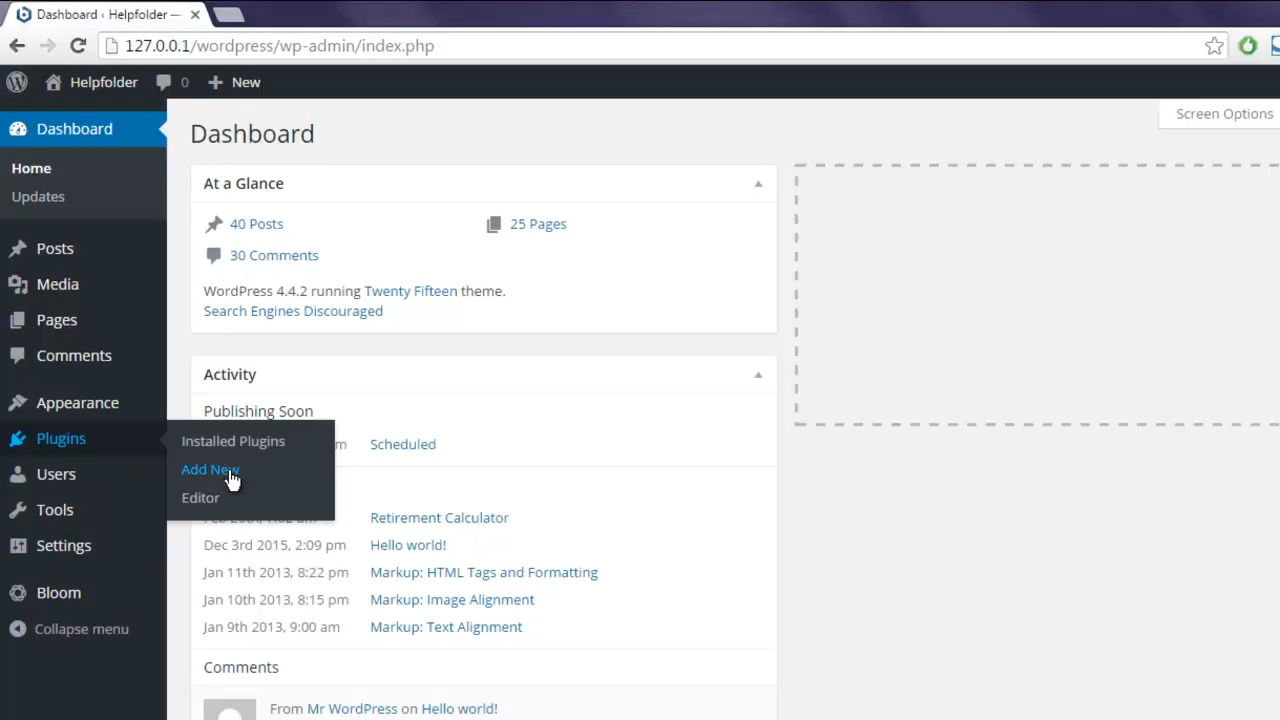 Dashboard ‹ Helpfolder —
127.0.0.1/wordpress/wp-admin/index.php
Helpfolder 0 New
Dashboard
Home
Updates
Posts
Media
Pages
Comments
Appearance
Plugins
Users
Tools
Settings
Bloom
Collapse menu
Installed Plugins
Add New
Editor
Screen Options
Dashboard
At a Glance
40 Posts 25 Pages
30 Comments
WordPress 4.4.2 running Twenty Fifteen theme.
Search Engines Discouraged
Activity
Publishing Soon
Scheduled
Retirement Calculator
Dec 3rd 2015, 2:09 pm Hello world!
Jan 11th 2013, 8:22 pm Markup: HTML Tags and Formatting
Jan 10th 2013, 8:15 pm Markup: Image Alignment
Jan 9th 2013, 9:00 am Markup: Text Alignment
Comments
From Mr WordPress on Hello world!